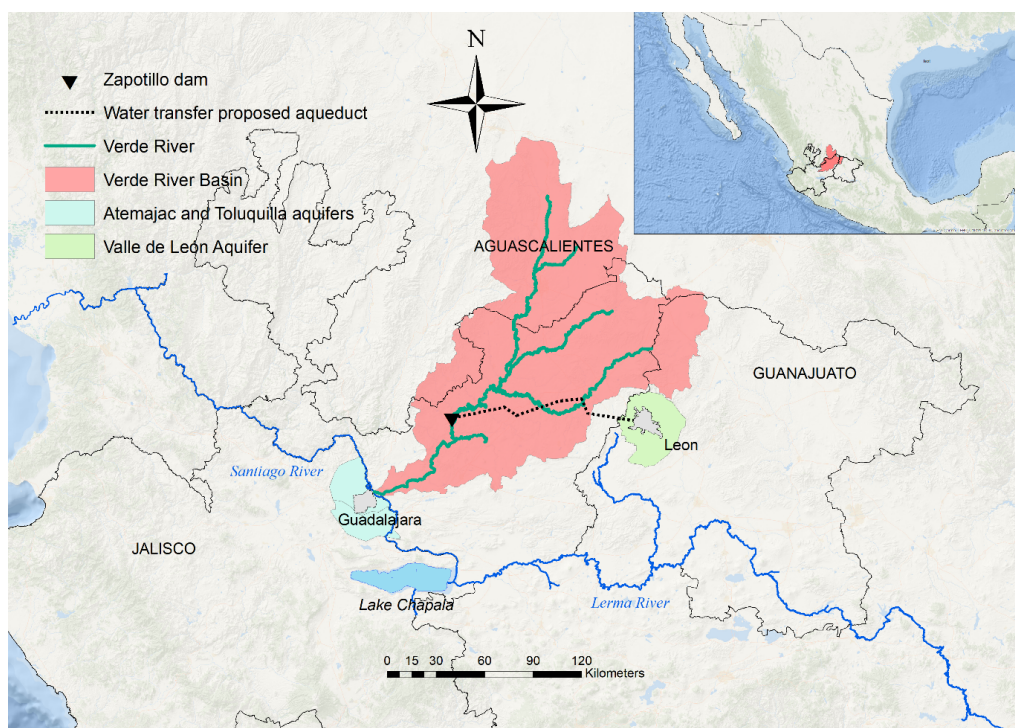 N
Zapotillo dam
Water transfer proposed aqueduct
Verde River
Verde River Basin
Atemajac and Toluquilla aquifers
Valle de León Aquifer
AGUASCALIENTES
GUANAJUATO
Leon
Santiago River
Guadalajara
JALISCO
Lake Chapala
Lerma River
0 15 30 60 90 120
Kilometers